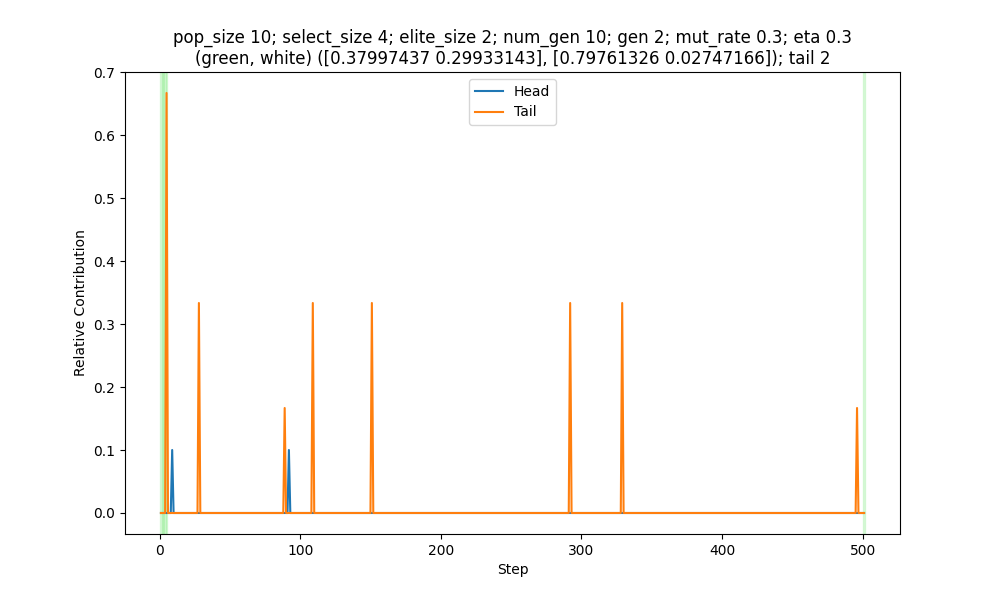 pop_size 10; select_size 4; elite_size 2; num_gen 10; gen 2; mut_rate 0.3; eta 0.3
(green, white) ([0.37997437 0.29933143], [0.79761326 0.02747166]); tail 2
Head
Tail
0.7
0.6
0.5
0.4
0.3
0.2
0.1
0.0
Relative Contribution
0
100
200
300
400
500
Step